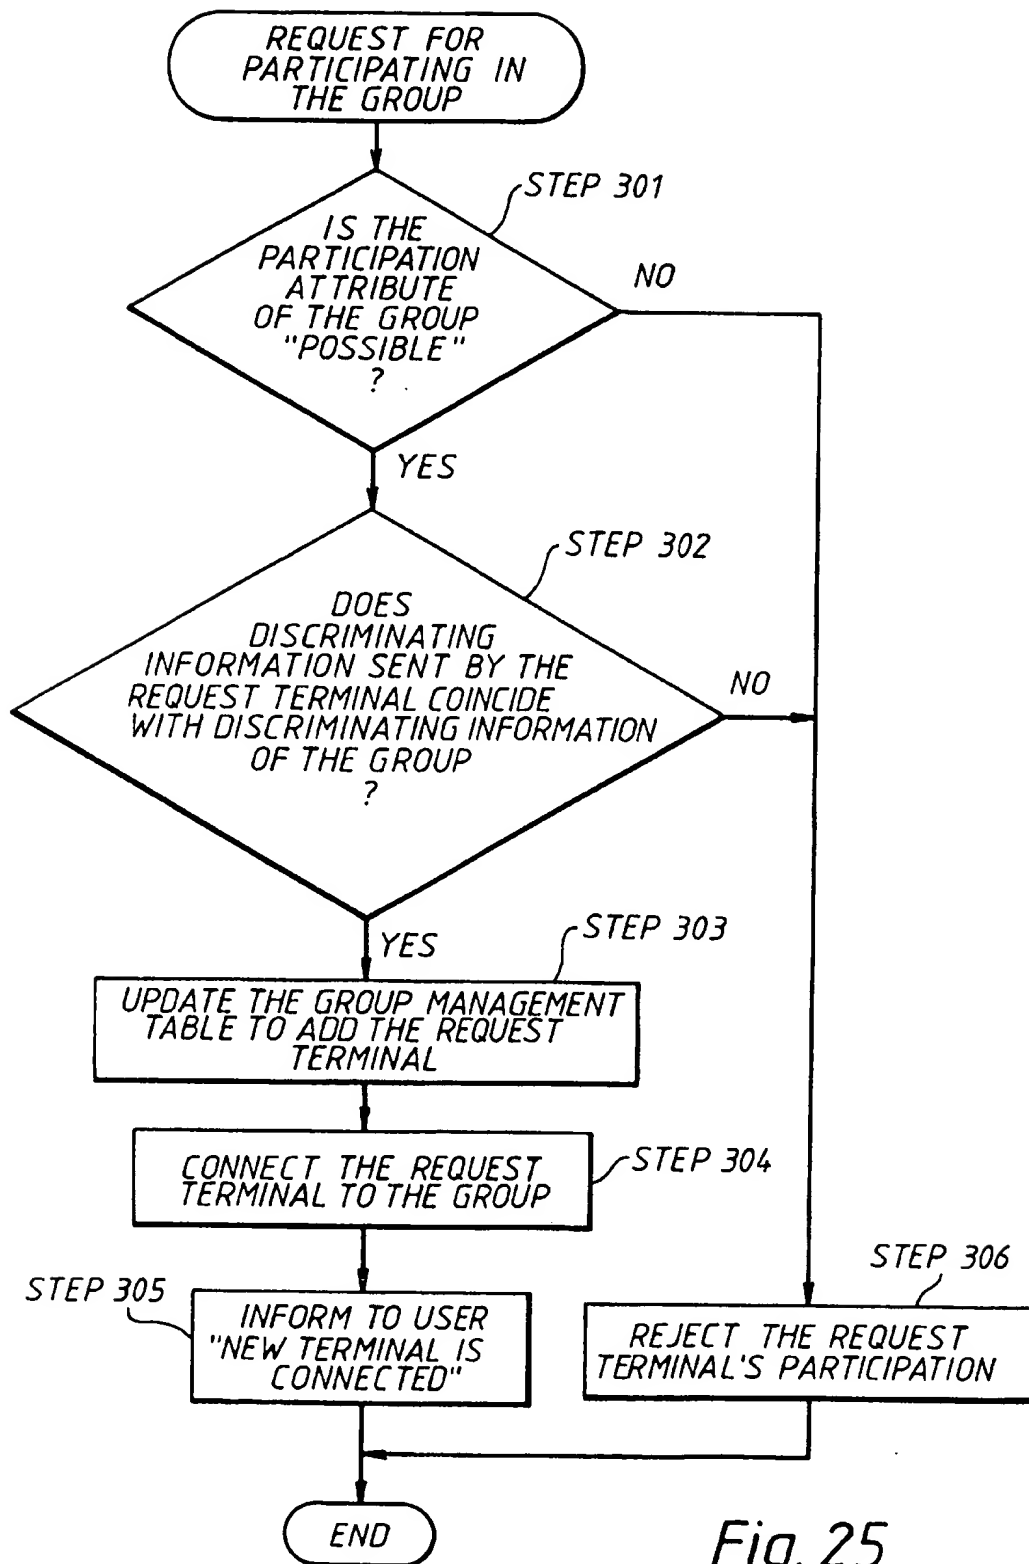 REQUEST FOR
PARTICIPATING IN
THE GROUP
STEP 301
IS THE
PARTICIPATION
ATTRIBUTE
OF THE GROUP
"POSSIBLE"
?
NO
YES
STEP 302
DOES
DISCRIMINATING
INFORMATION SENT BY THE
REQUEST TERMINAL COINCIDE
WITH DISCRIMINATING INFORMATION
OF THE GROUP
?
NO
YES
STEP 303
UPDATE THE GROUP MANAGEMENT
TABLE TO ADD THE REQUEST
TERMINAL
CONNECT THE REQUEST
TERMINAL TO THE GROUP
STEP 304
STEP 305
INFORM TO USER
"NEW TERMINAL IS
CONNECTED"
STEP 306
REJECT THE REQUEST
TERMINAL'S PARTICIPATION
END
Fig. 25